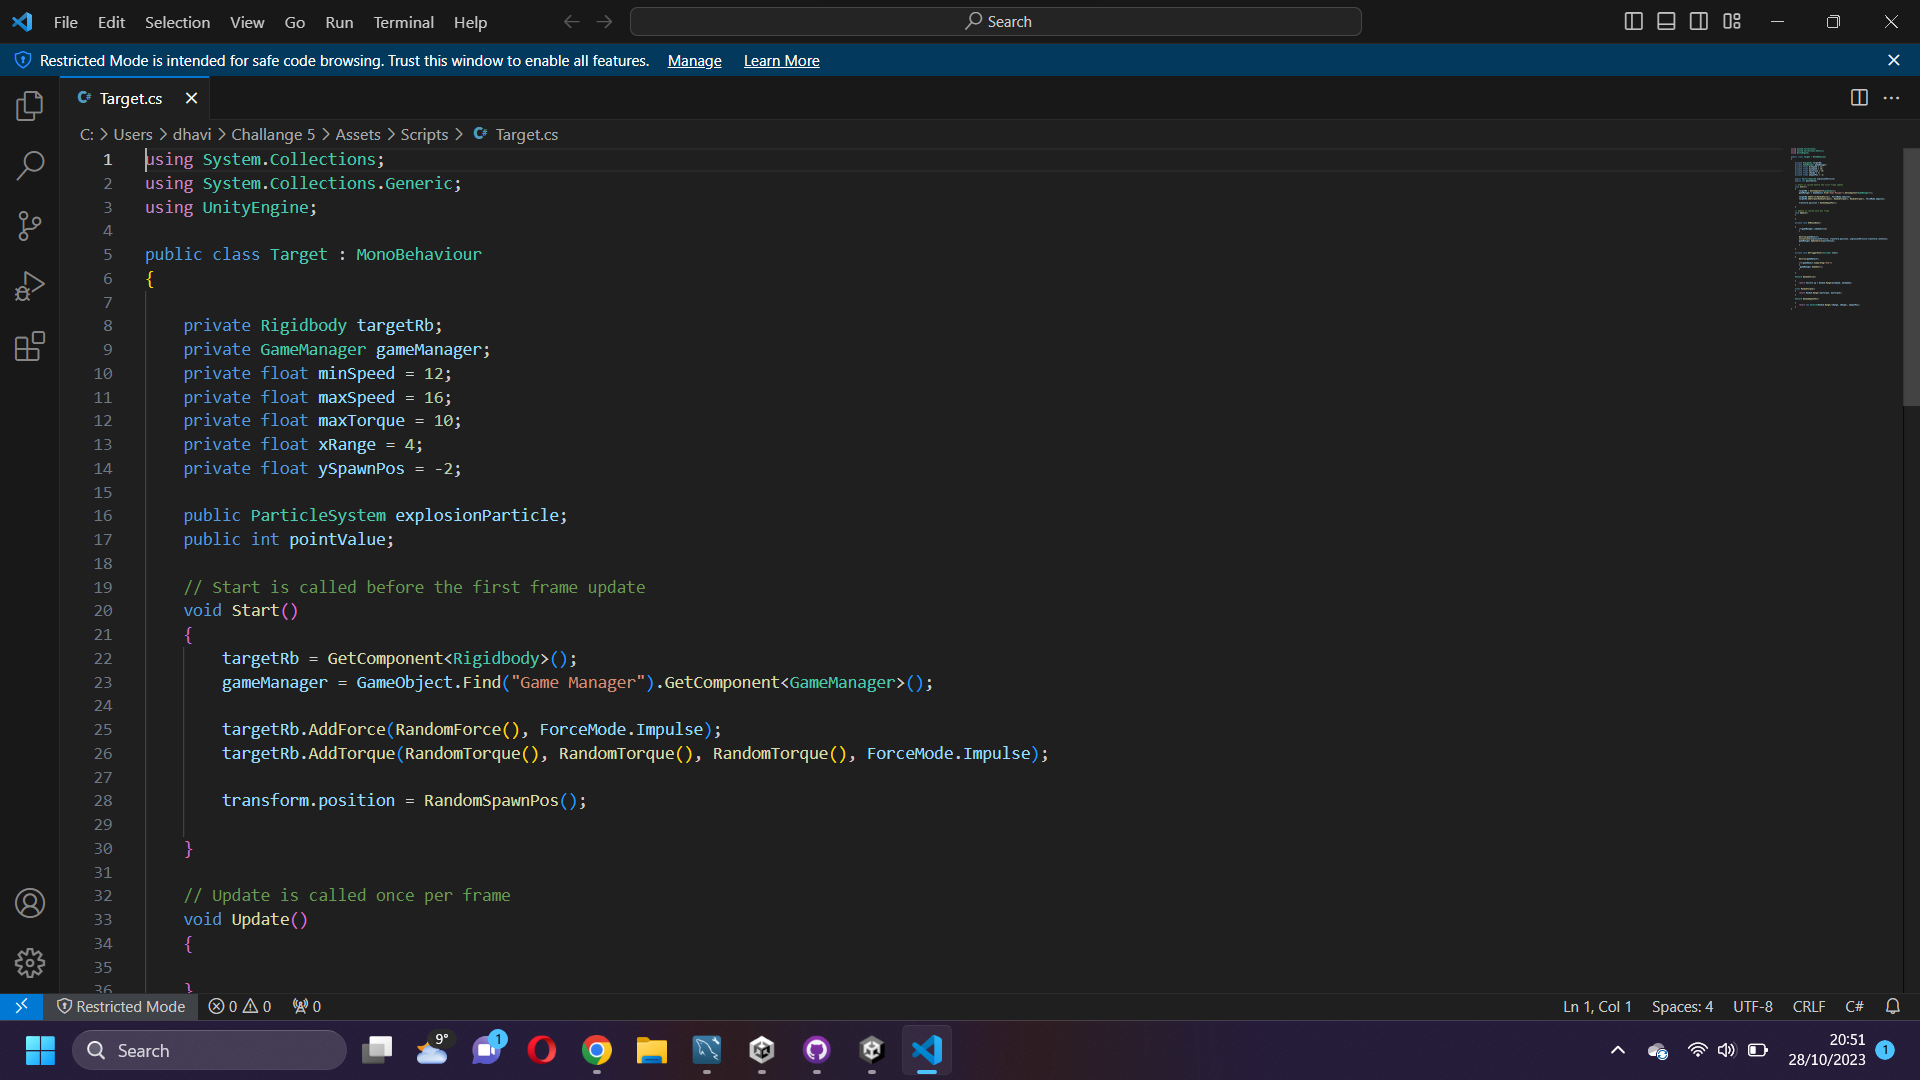 File Edit Selection View Go Run Terminal Help Search
Restricted Mode is intended for safe code browsing. Trust this window to enable all features. Manage Learn More
Target.cs
C: > Users > dhavi > Challange 5 > Assets > Scripts > Target.cs
1 using System.Collections;
2 using System.Collections.Generic;
3 using UnityEngine;
4
5 public class Target : MonoBehaviour
6 {
7
8 private Rigidbody targetRb;
9 private GameManager gameManager;
10 private float minSpeed = 12;
11 private float maxSpeed = 16;
12 private float maxTorque = 10;
13 private float xRange = 4;
14 private float ySpawnPos = -2;
15
16 public ParticleSystem explosionParticle;
17 public int pointValue;
18
19 // Start is called before the first frame update
20 void Start()
21 {
22 targetRb = GetComponent<Rigidbody>();
23 gameManager = GameObject.Find("Game Manager").GetComponent<GameManager>();
24
25 targetRb.AddForce(RandomForce(), ForceMode.Impulse);
26 targetRb.AddTorque(RandomTorque(), RandomTorque(), RandomTorque(), ForceMode.Impulse);
27
28 transform.position = RandomSpawnPos();
29
30 }
31
32 // Update is called once per frame
33 void Update()
34 {
35
36 }
Restricted Mode 0 0 0 Ln 1, Col 1 Spaces: 4 UTF-8 CRLF C#
Search 9° 1 20:51
28/10/2023 1